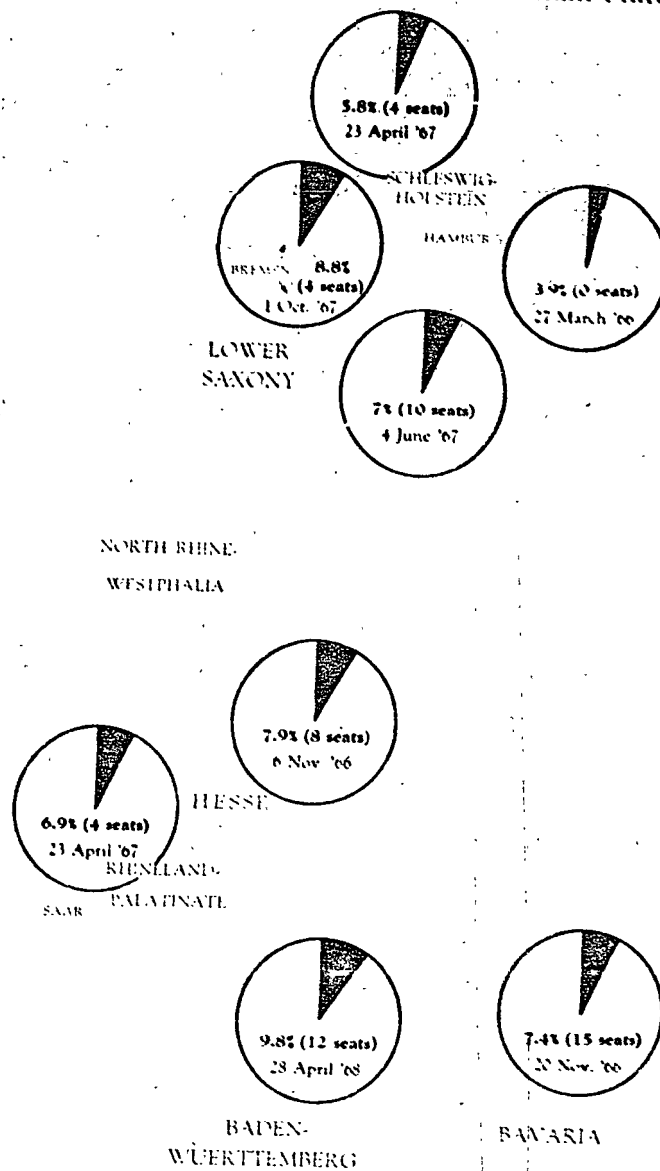 5.8% (4 seats)
23 April '67
SCHLESWIG-
HOLSTEIN
HAMBURG
BREMEN
8.8%
(4 seats)
1 Oct. '67
3.9% (0 seats)
27 March '66
LOWER
SAXONY
7% (10 seats)
4 June '67
NORTH RHINE-
WESTPHALIA
7.9% (8 seats)
6 Nov. '66
HESSE
6.9% (4 seats)
23 April '67
RHINELAND-
PALATINATE
SAAR
9.8% (12 seats)
28 April '68
7.4% (15 seats)
20 Nov. '66
BADEN-
WUERTTEMBERG
BAVARIA